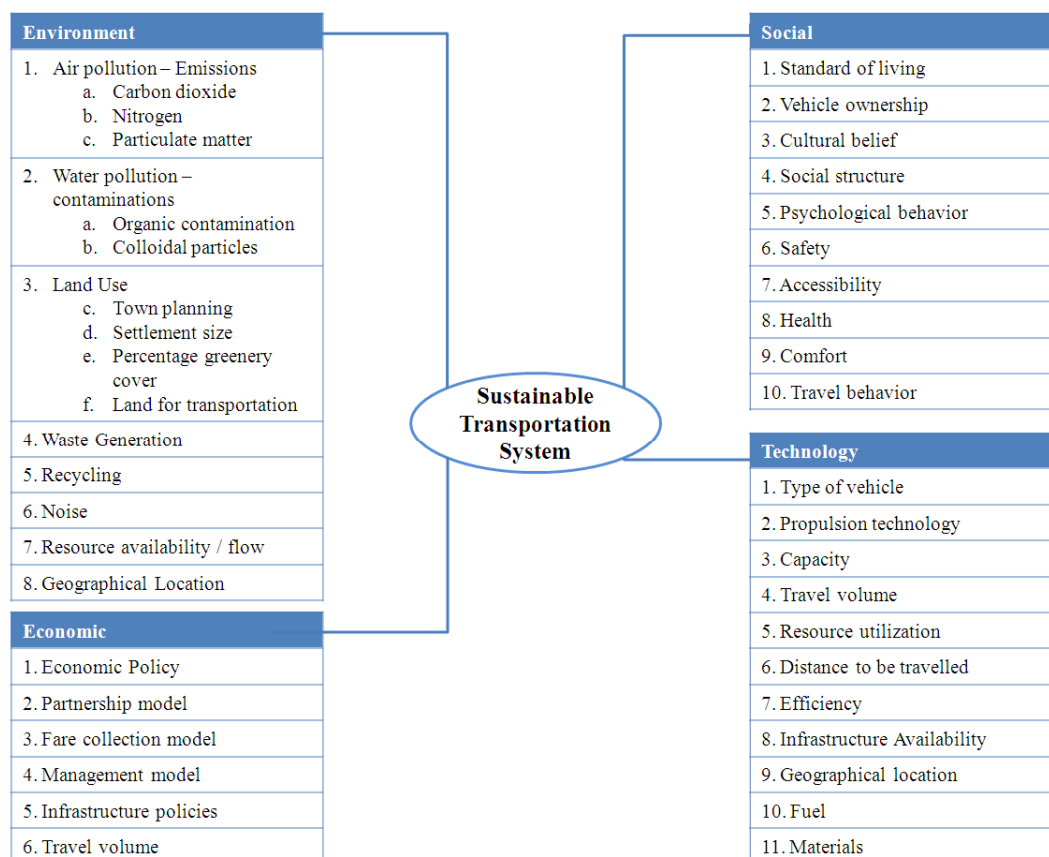 Environment
1. Air pollution – Emissions
a. Carbon dioxide
b. Nitrogen
c. Particulate matter
2. Water pollution –
contaminations
a. Organic contamination
b. Colloidal particles
3. Land Use
c. Town planning
d. Settlement size
e. Percentage greenery
cover
f. Land for transportation
4. Waste Generation
5. Recycling
6. Noise
7. Resource availability / flow
8. Geographical Location
Economic
1. Economic Policy
2. Partnership model
3. Fare collection model
4. Management model
5. Infrastructure policies
6. Travel volume
Sustainable
Transportation
System
Social
1. Standard of living
2. Vehicle ownership
3. Cultural belief
4. Social structure
5. Psychological behavior
6. Safety
7. Accessibility
8. Health
9. Comfort
10. Travel behavior
Technology
1. Type of vehicle
2. Propulsion technology
3. Capacity
4. Travel volume
5. Resource utilization
6. Distance to be travelled
7. Efficiency
8. Infrastructure Availability
9. Geographical location
10. Fuel
11. Materials